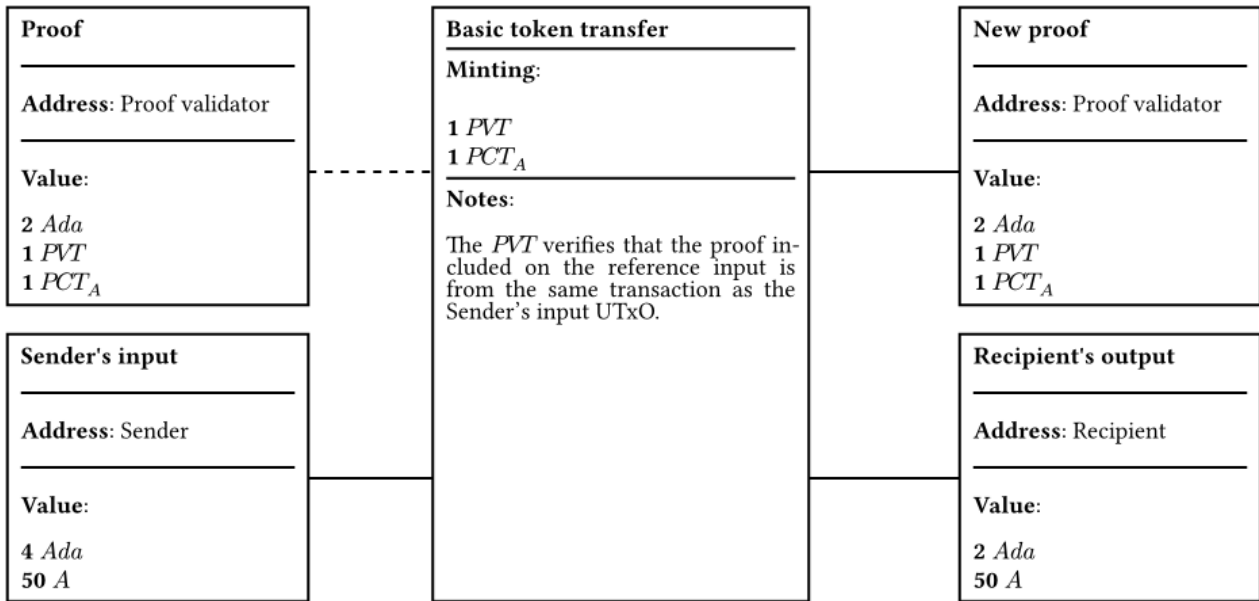 Proof
Address: Proof validator
Value:
2 Ada
1 PVT
1 PCT_A
Sender's input
Address: Sender
Value:
4 Ada
50 A
Basic token transfer
Minting:
1 PVT
1 PCT_A
Notes:
The PVT verifies that the proof in-
cluded on the reference input is
from the same transaction as the
Sender's input UTxO.
New proof
Address: Proof validator
Value:
2 Ada
1 PVT
1 PCT_A
Recipient's output
Address: Recipient
Value:
2 Ada
50 A